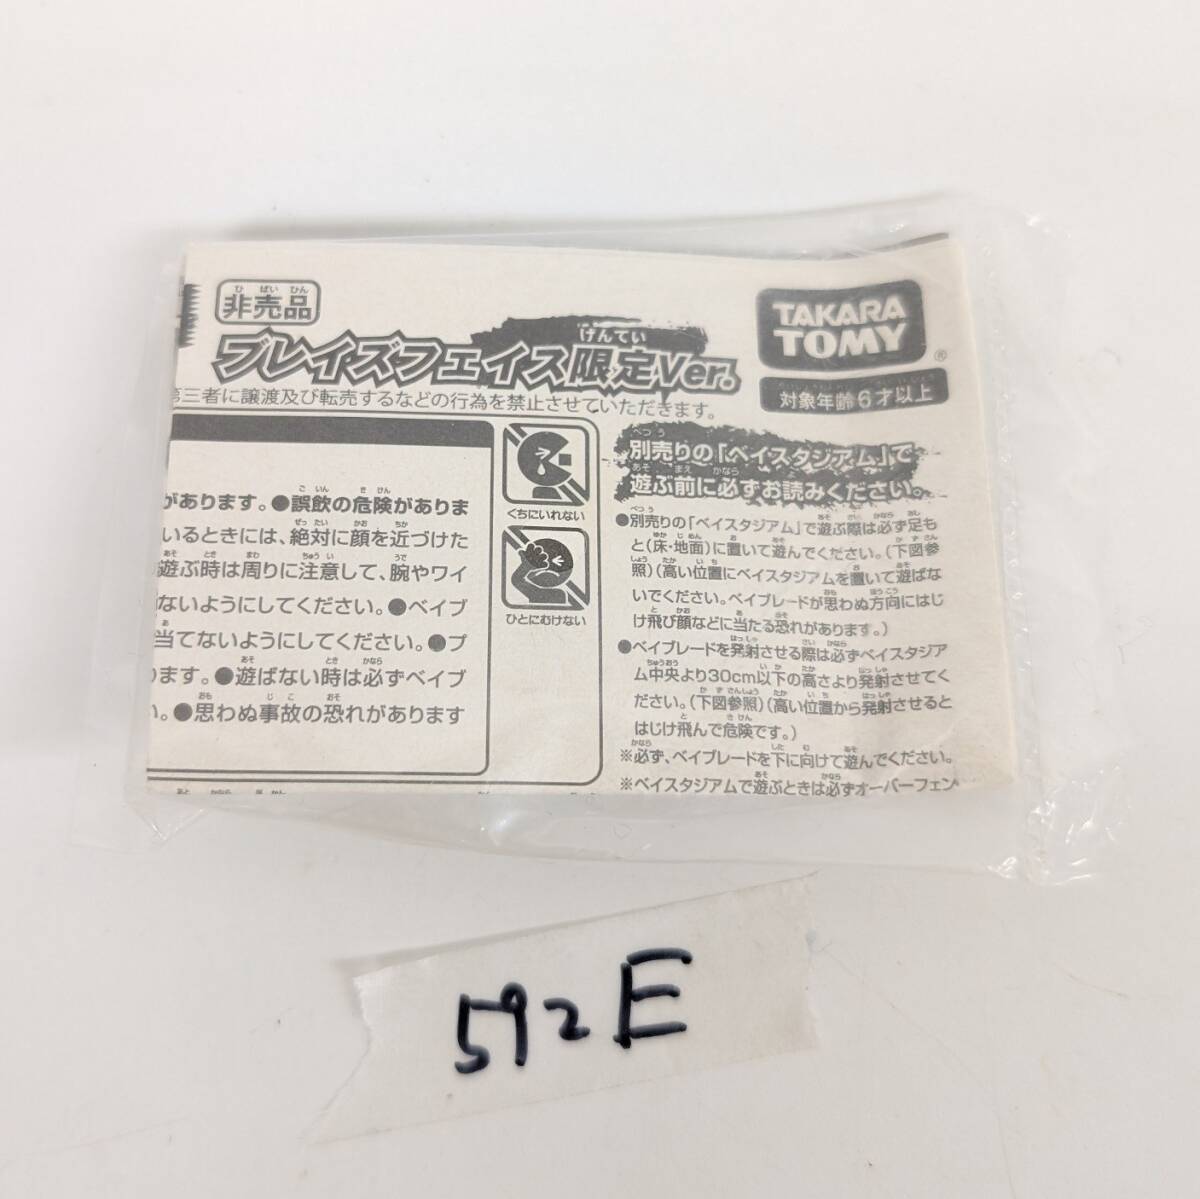 非売品
ブレイズフェイス限定Ver.
TAKARA
TOMY
®
対象年齢6才以上
第三者に譲渡及び転売するなどの行為を禁止させていただきます。
があります。●誤飲の危険がありま
いるときには、絶対に顔を近づけた
遊ぶ時は周りに注意して、腕やワイ
ないようにしてください。●ベイブ
当てないようにしてください。●プ
ります。●遊ばない時は必ずベイブ
い。●思わぬ事故の恐れがあります
くちにいれない
ひとにむけない
別売りの「ベイスタジアム」で
遊ぶ前に必ずお読みください。
●別売りの「ベイスタジアム」で遊ぶ際は必ず足も
と(床・地面)に置いて遊んでください。(下図参
照)(高い位置にベイスタジアムを置いて遊ばな
いでください。ベイブレードが思わぬ方向にはじ
け飛び顔などに当たる恐れがあります。)
●ベイブレードを発射させる際は必ずベイスタジア
ム中央より30cm以下の高さより発射させてく
ださい。(下図参照)(高い位置から発射させると
はじけ飛んで危険です。)
※必ず、ベイブレードを下に向けて遊んでください。
※ベイスタジアムで遊ぶときは必ずオーバーフェン
592E